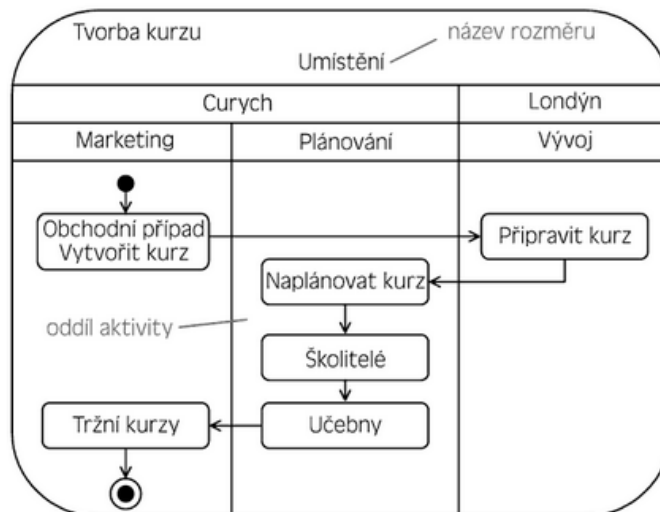 Tvorba kurzu
název rozměru
Umístění
Curych
Londýn
Marketing
Plánování
Vývoj
Obchodní případ
Vytvořit kurz
Připravit kurz
Naplánovat kurz
oddíl aktivity
Školitelé
Tržní kurzy
Učebny